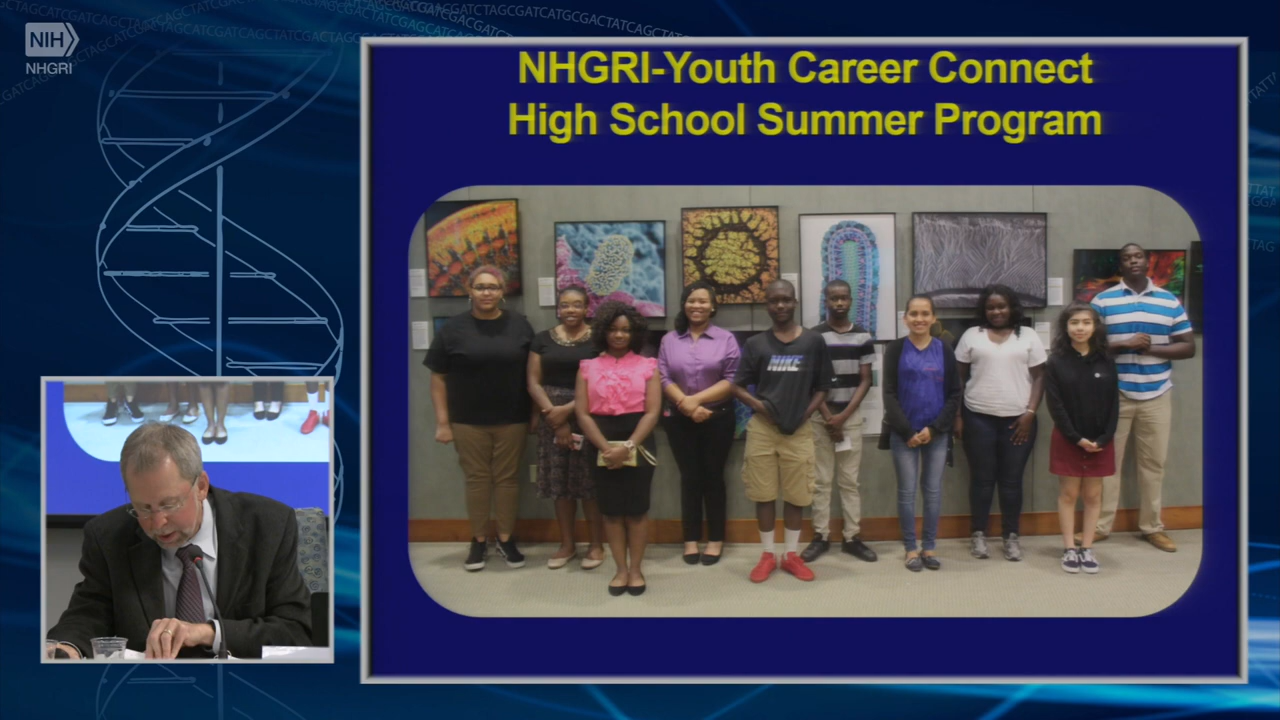 NIH
NHGRI
NHGRI-Youth Career Connect
High School Summer Program
NIKE